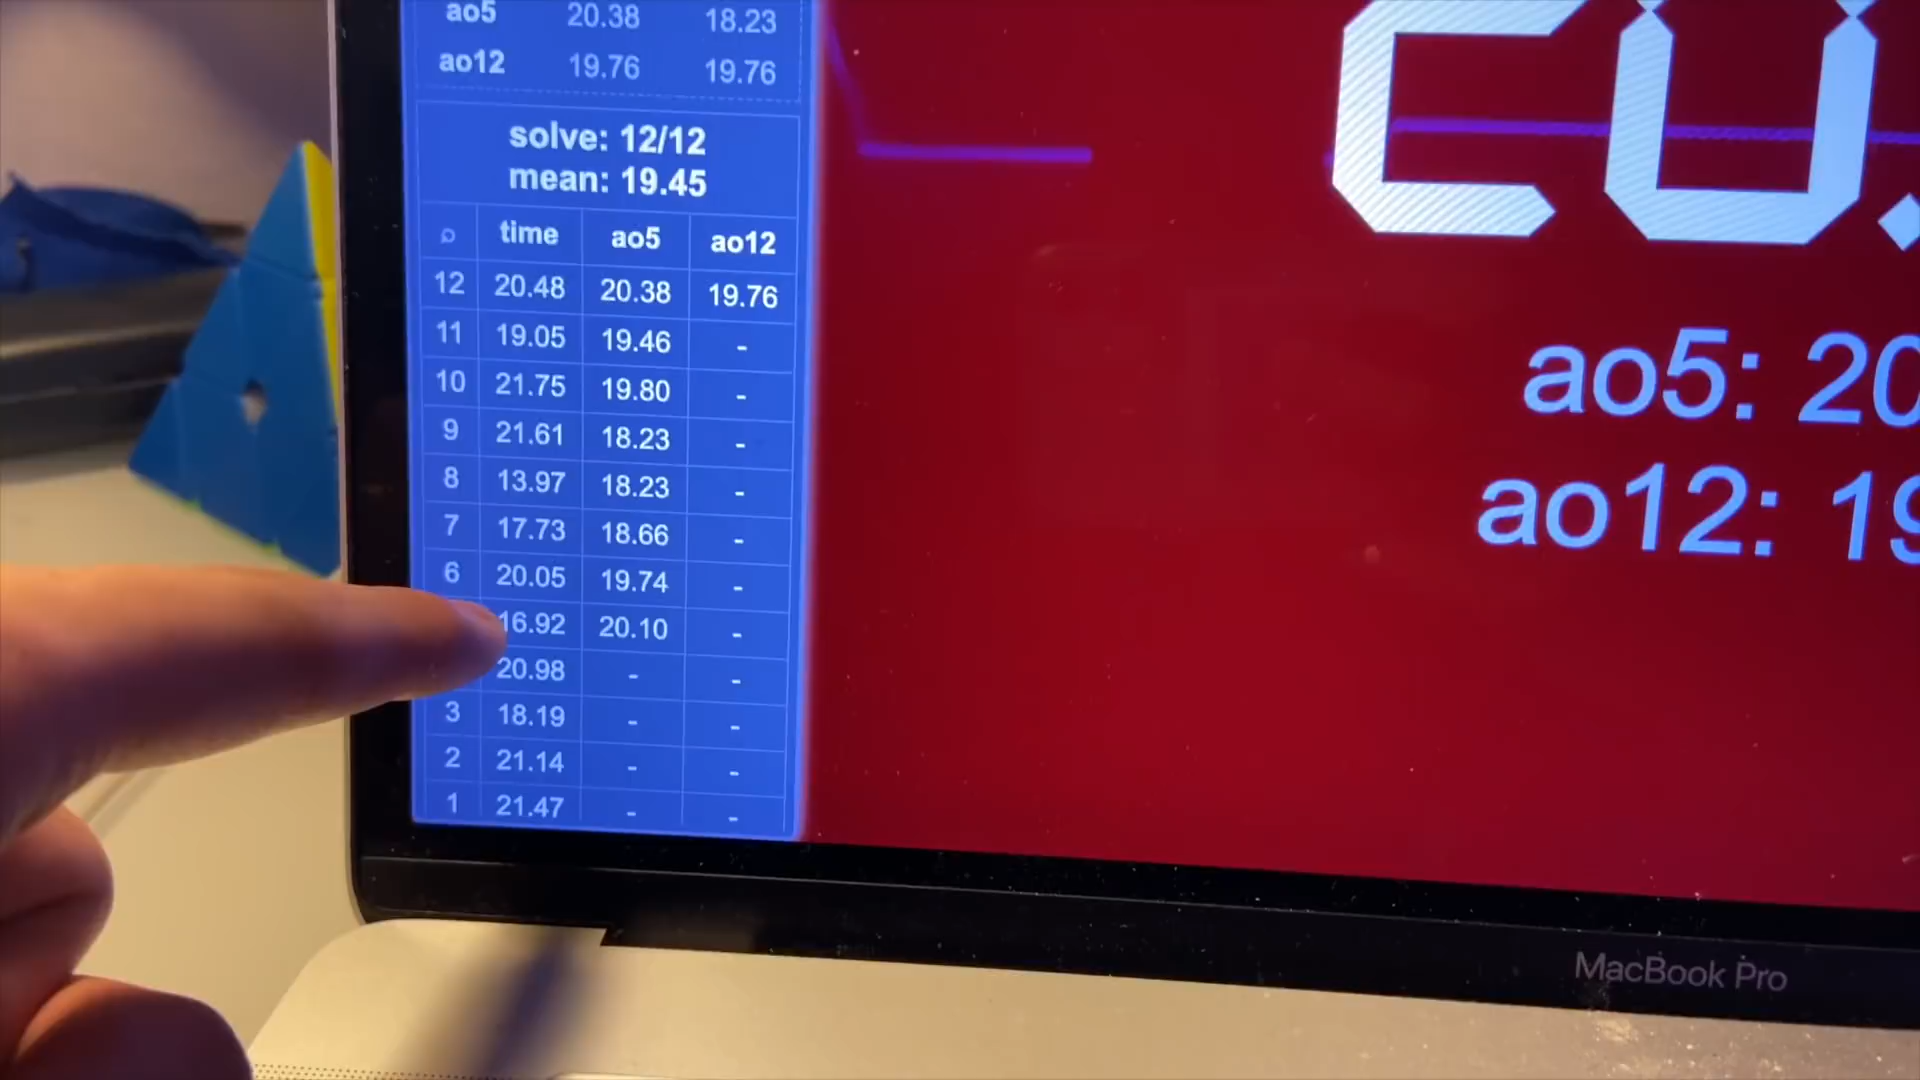 ao5 20.38 18.23
ao12 19.76 19.76
solve: 12/12
mean: 19.45
time ao5 ao12
12 20.48 20.38 19.76
11 19.05 19.46 -
10 21.75 19.80 -
9 21.61 18.23 -
8 13.97 18.23 -
7 17.73 18.66 -
6 20.05 19.74 -
16.92 20.10 -
20.98 - -
3 18.19 - -
2 21.14 - -
1 21.47 - -
20.
ao5: 20
ao12: 19
MacBook Pro